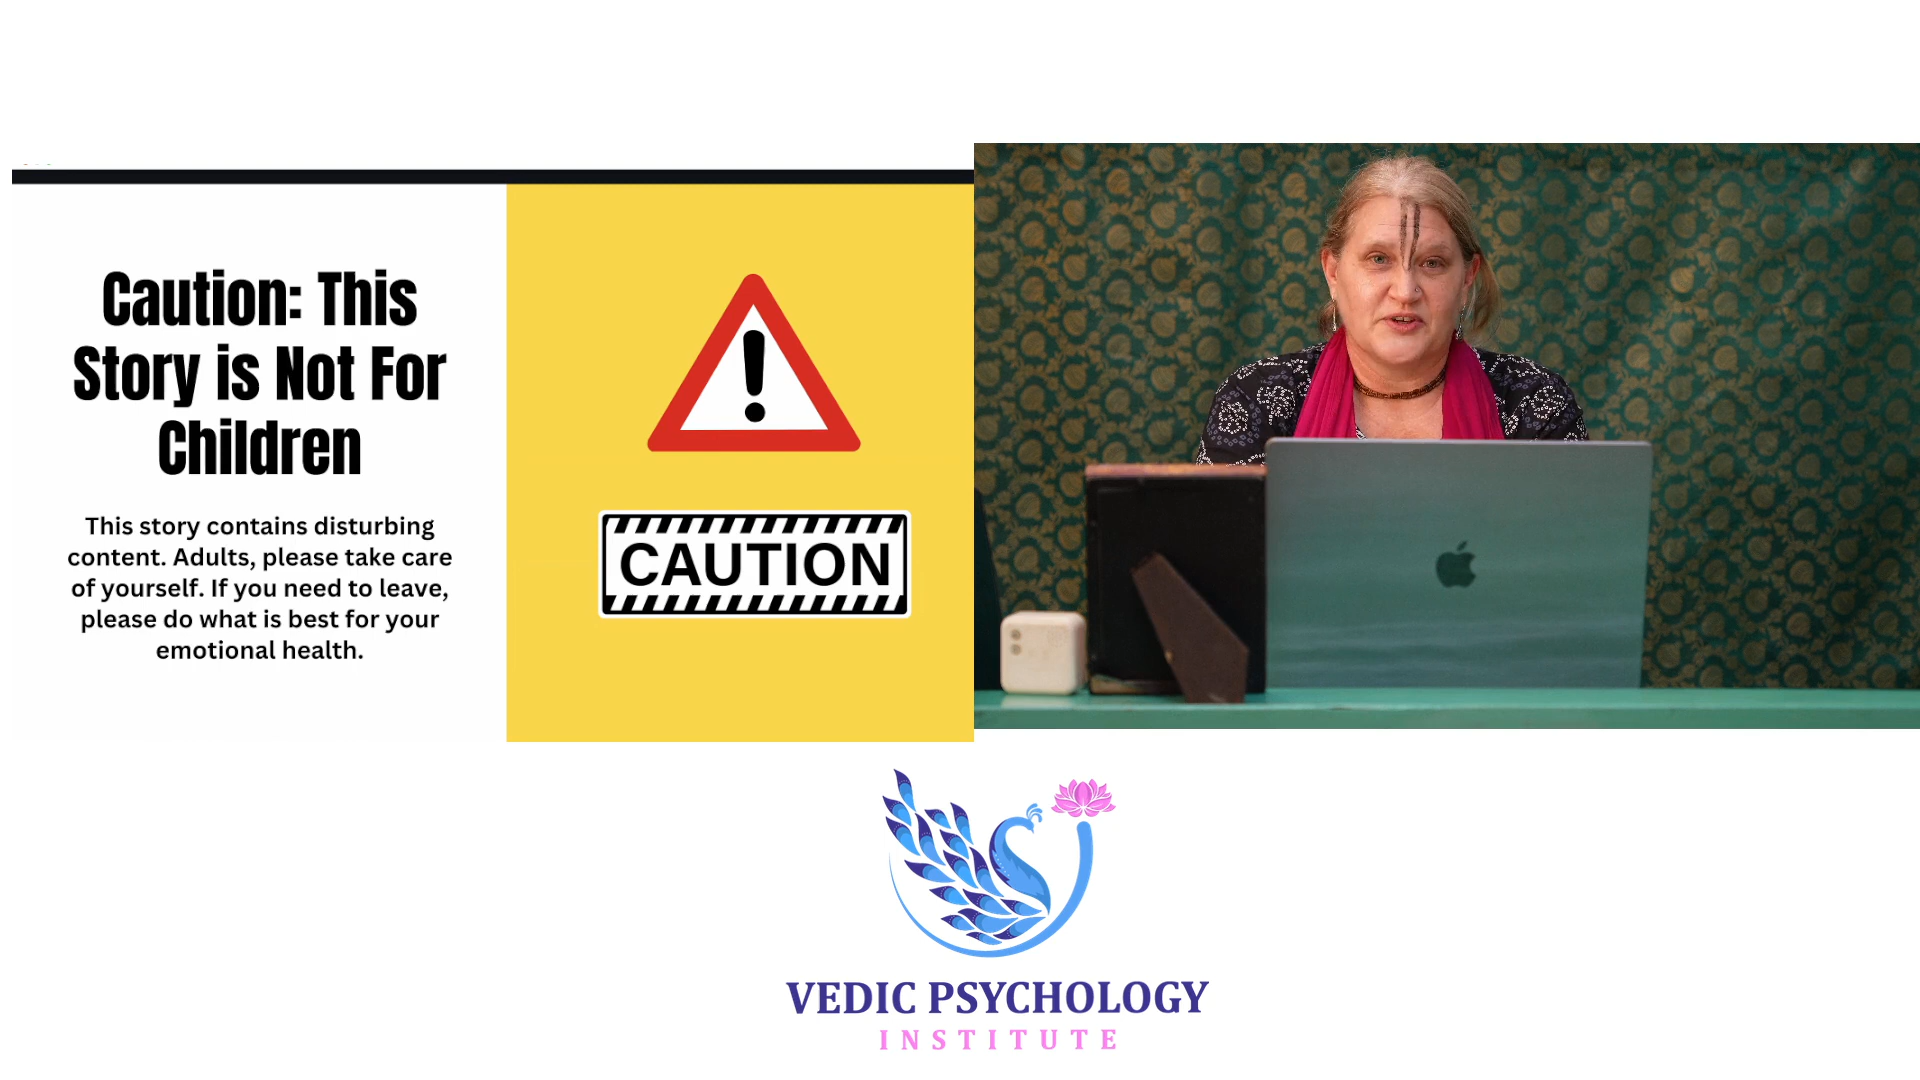 Caution: This
Story is Not For
Children
This story contains disturbing
content. Adults, please take care
of yourself. If you need to leave,
please do what is best for your
emotional health.
CAUTION
VEDIC PSYCHOLOGY
INSTITUTE